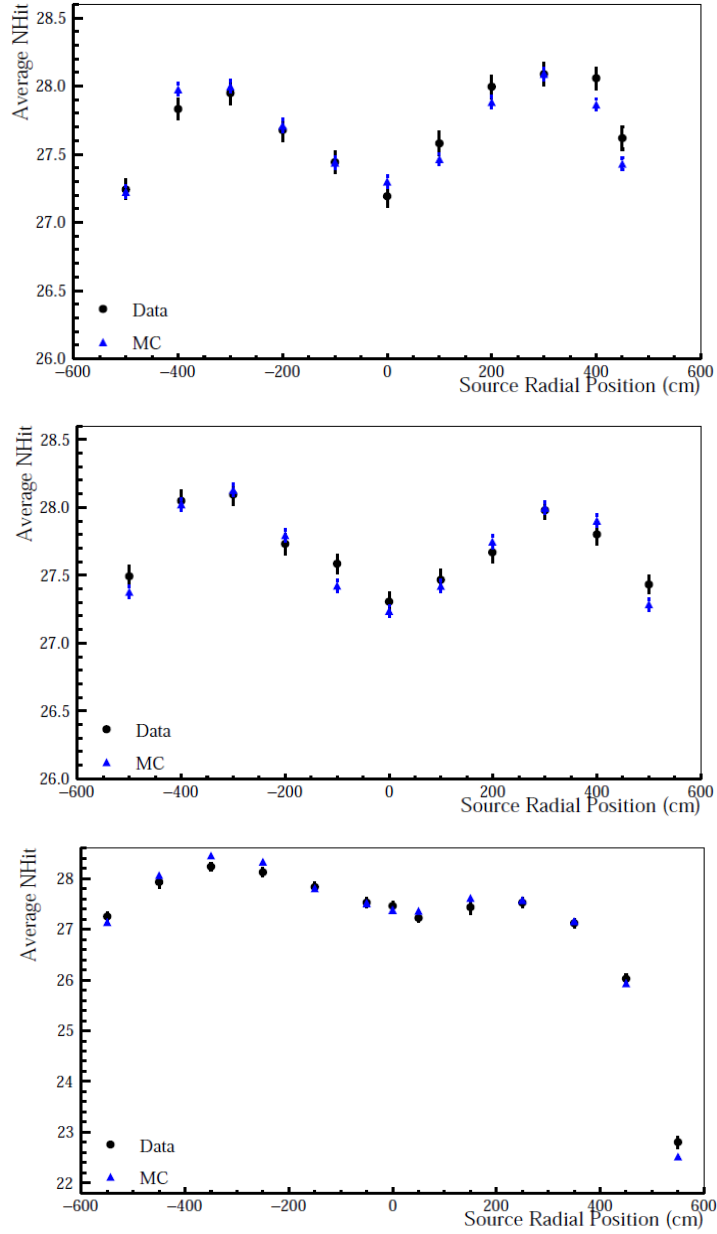 Average NHit
28.5
28.0
27.5
27.0
26.5
26.0
Data
MC
−600 −400 −200 0 200 400 600
Source Radial Position (cm)
Average NHit
28.5
28.0
27.5
27.0
26.5
26.0
Data
MC
−600 −400 −200 0 200 400 600
Source Radial Position (cm)
Average NHit
28
27
26
25
24
23
22
Data
MC
−600 −400 −200 0 200 400 600
Source Radial Position (cm)